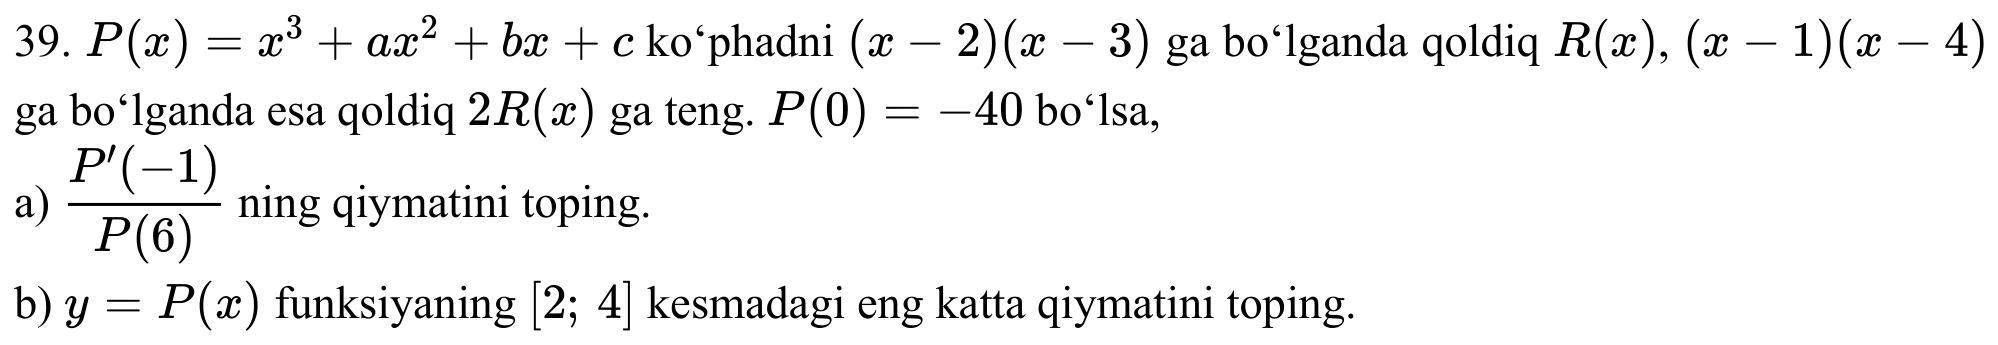 39. P(x) = x³ + ax² + bx + c ko‘phadni (x − 2)(x − 3) ga bo‘lganda qoldiq R(x), (x − 1)(x − 4)
ga bo‘lganda esa qoldiq 2R(x) ga teng. P(0) = −40 bo‘lsa,
a) P′(−1)/P(6) ning qiymatini toping.
b) y = P(x) funksiyaning [2; 4] kesmadagi eng katta qiymatini toping.